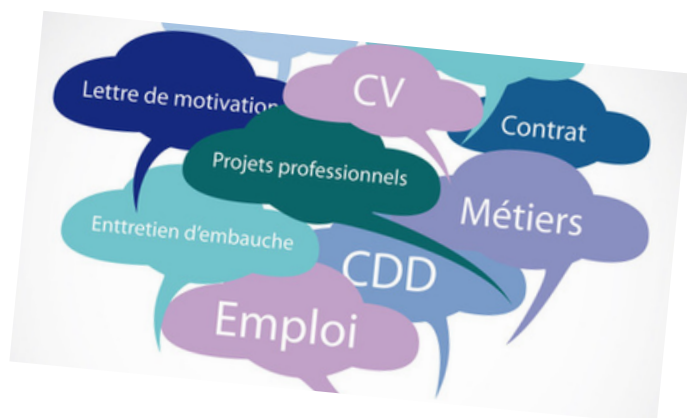 CV
Lettre de motivation
Contrat
Projets professionnels
Métiers
Enttretien d'embauche
CDD
Emploi